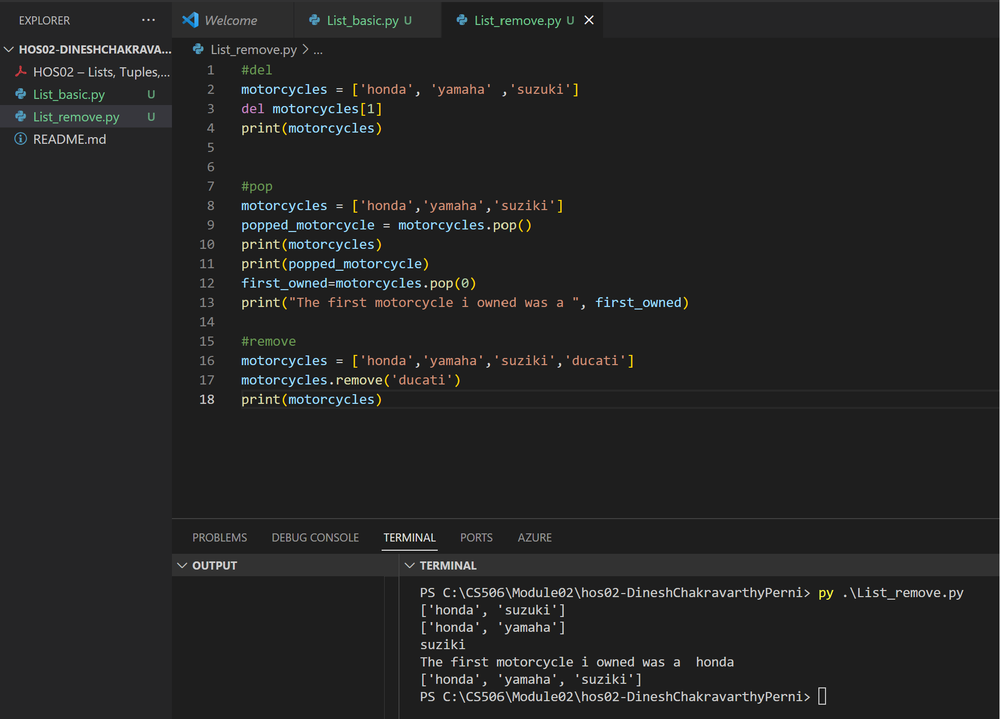 EXPLORER ...
HOS02-DINESHCHAKRAVA...
HOS02 – Lists, Tuples,...
List_basic.py U
List_remove.py U
README.md
Welcome
List_basic.py U
List_remove.py U
List_remove.py > ...
1 #del
2 motorcycles = ['honda', 'yamaha' ,'suzuki']
3 del motorcycles[1]
4 print(motorcycles)
5
6
7 #pop
8 motorcycles = ['honda','yamaha','suziki']
9 popped_motorcycle = motorcycles.pop()
10 print(motorcycles)
11 print(popped_motorcycle)
12 first_owned=motorcycles.pop(0)
13 print("The first motorcycle i owned was a ", first_owned)
14
15 #remove
16 motorcycles = ['honda','yamaha','suziki','ducati']
17 motorcycles.remove('ducati')
18 print(motorcycles)
PROBLEMS DEBUG CONSOLE TERMINAL PORTS AZURE
OUTPUT
TERMINAL
PS C:\CS506\Module02\hos02-DineshChakravarthyPerni> py .\List_remove.py
['honda', 'suzuki']
['honda', 'yamaha']
suziki
The first motorcycle i owned was a  honda
['honda', 'yamaha', 'suziki']
PS C:\CS506\Module02\hos02-DineshChakravarthyPerni>